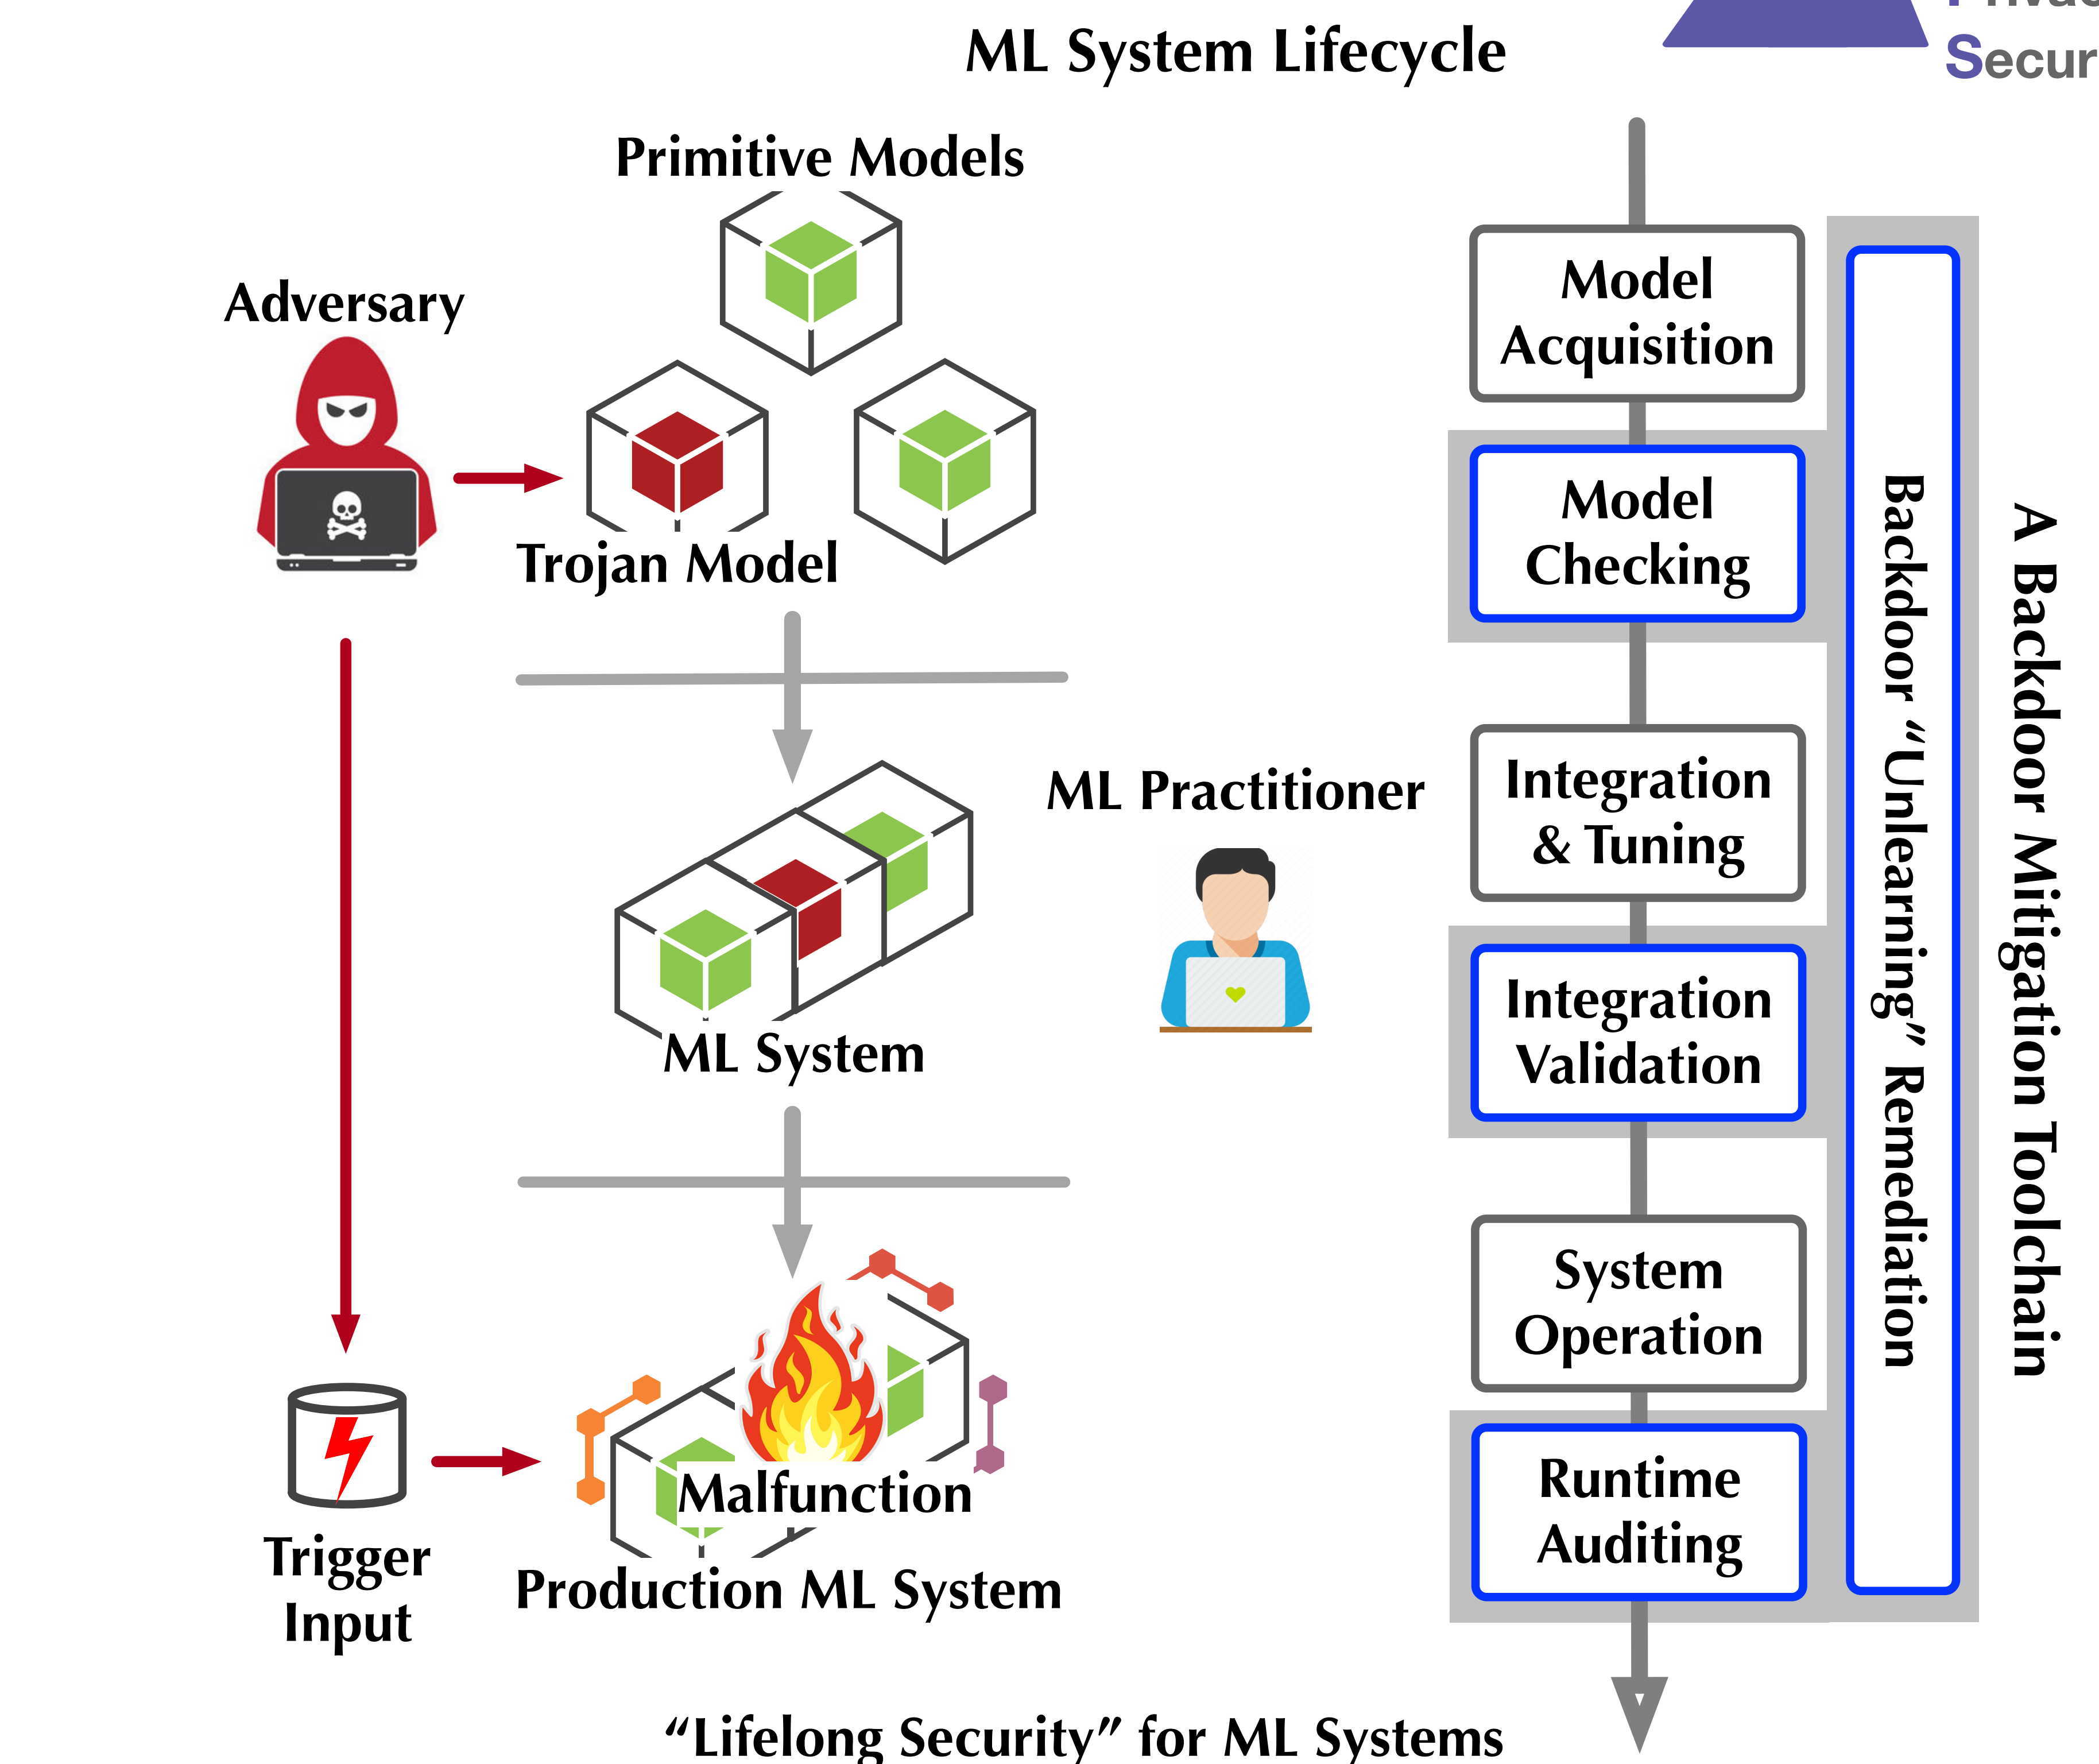 ML System Lifecycle
Secur
Primitive Models
Adversary
Trojan Model
ML Practitioner
ML System
Malfunction
Production ML System
Trigger
Input
Model
Acquisition
Model
Checking
Integration
& Tuning
Integration
Validation
System
Operation
Runtime
Auditing
Backdoor “Unlearning” Remediation
A Backdoor Mitigation Toolchain
“Lifelong Security” for ML Systems